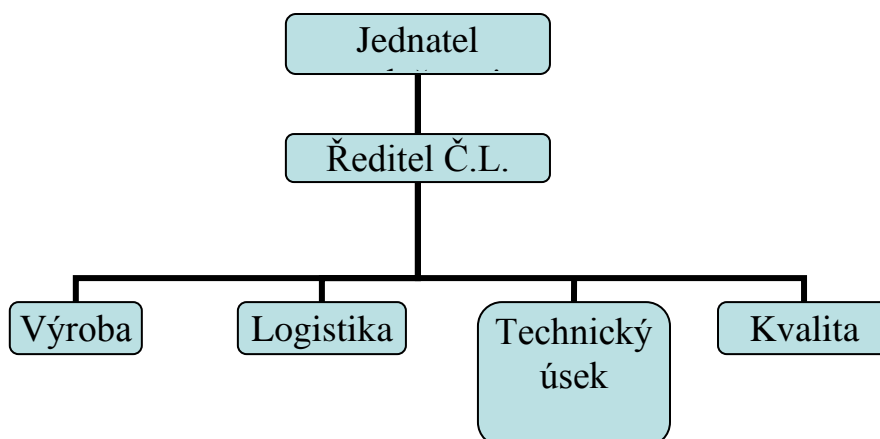 Jednatel
Ředitel Č.L.
Výroba
Logistika
Technický
úsek
Kvalita